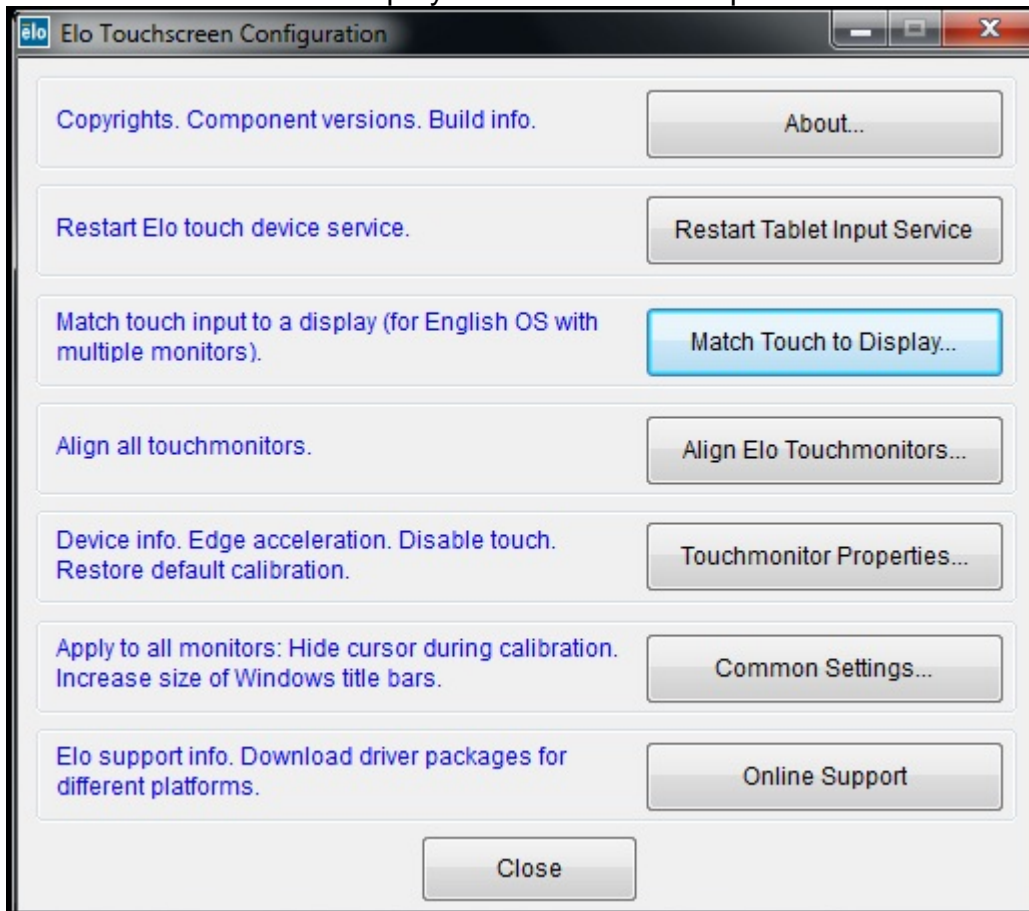 elo Elo Touchscreen Configuration
Copyrights. Component versions. Build info.
About...
Restart Elo touch device service.
Restart Tablet Input Service
Match touch input to a display (for English OS with
multiple monitors).
Match Touch to Display...
Align all touchmonitors.
Align Elo Touchmonitors...
Device info. Edge acceleration. Disable touch.
Restore default calibration.
Touchmonitor Properties...
Apply to all monitors: Hide cursor during calibration.
Increase size of Windows title bars.
Common Settings...
Elo support info. Download driver packages for
different platforms.
Online Support
Close